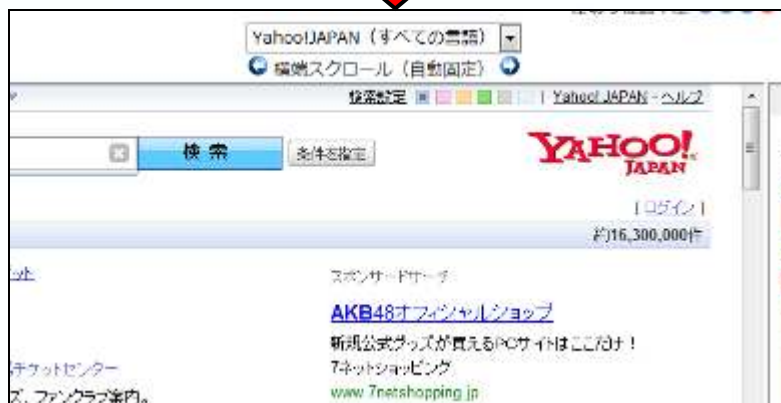 Yahoo!JAPAN（すべての言語）
横端スクロール（自動固定）
検索設定 | Yahoo! JAPAN - ヘルプ
検索 条件を指定
YAHOO!
JAPAN
[ ログイン ]
約16,300,000件
スポンサードサーチ
AKB48オフィシャルショップ
新規公式グッズが買えるPCサイトはここだけ！
チケットセンター
7ネットショッピング
ズ、ファンクラブ案内。
www.7netshopping.jp